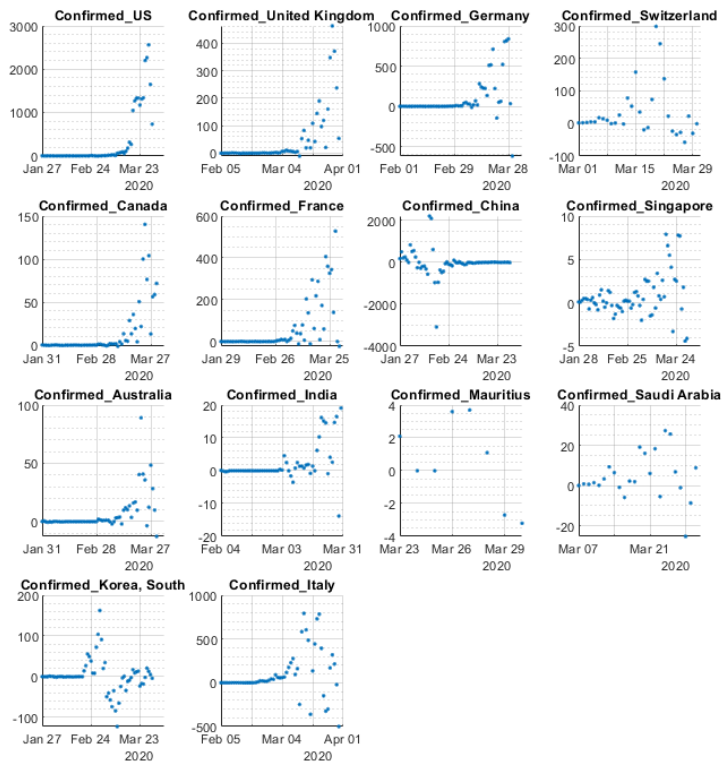 Confirmed_US
3000
2000
1000
0
Jan 27
Feb 24
Mar 23
2020
Confirmed_United Kingdom
400
300
200
100
0
Feb 05
Mar 04
Apr 01
2020
Confirmed_Germany
1000
500
0
-500
Feb 01
Feb 29
Mar 28
2020
Confirmed_Switzerland
300
200
100
0
-100
Mar 01
Mar 15
Mar 29
2020
Confirmed_Canada
150
100
50
0
Jan 31
Feb 28
Mar 27
2020
Confirmed_France
600
400
200
0
Jan 29
Feb 26
Mar 25
2020
Confirmed_China
2000
0
-2000
-4000
Jan 27
Feb 24
Mar 23
2020
Confirmed_Singapore
10
5
0
-5
Jan 28
Feb 25
Mar 24
2020
Confirmed_Australia
100
50
0
Jan 31
Feb 28
Mar 27
2020
Confirmed_India
20
10
0
-10
-20
Feb 04
Mar 03
Mar 31
2020
Confirmed_Mauritius
4
2
0
-2
-4
Mar 23
Mar 26
Mar 29
2020
Confirmed_Saudi Arabia
40
20
0
-20
Mar 07
Mar 21
2020
Confirmed_Korea, South
200
100
0
-100
Jan 27
Feb 24
Mar 23
2020
Confirmed_Italy
1000
500
0
-500
Feb 05
Mar 04
Apr 01
2020